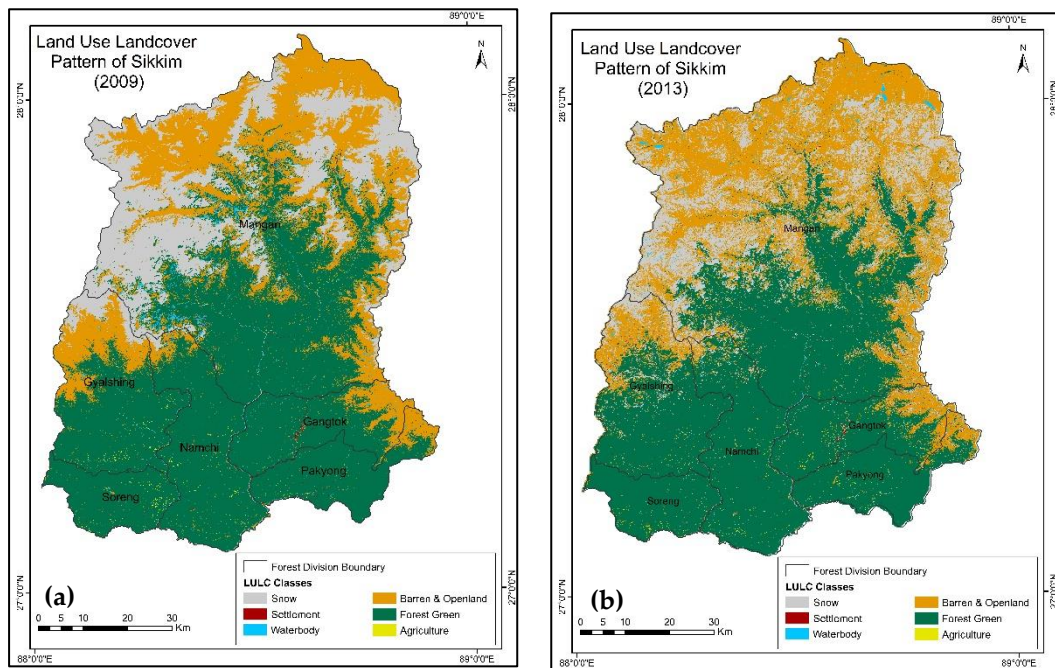 89°0'0"E
Land Use Landcover
Pattern of Sikkim
(2009)
N
28°0'0"N
28°0'0"N
Mangan
Gyalshing
Gangtok
Namchi
Pakyong
Soreng
Forest Division Boundary
LULC Classes
Snow
Barren & Openland
Settlement
Forest Green
Waterbody
Agriculture
27°0'0"N
27°0'0"N
(a)
0 5 10 20 30
Km
88°0'0"E
89°0'0"E
89°0'0"E
Land Use Landcover
Pattern of Sikkim
(2013)
N
28°0'0"N
28°0'0"N
Mangan
Gyalshing
Gangtok
Namchi
Pakyong
Soreng
Forest Division Boundary
LULC Classes
Snow
Barren & Openland
Settlement
Forest Green
Waterbody
Agriculture
27°0'0"N
27°0'0"N
(b)
0 5 10 20 30
Km
88°0'0"E
89°0'0"E